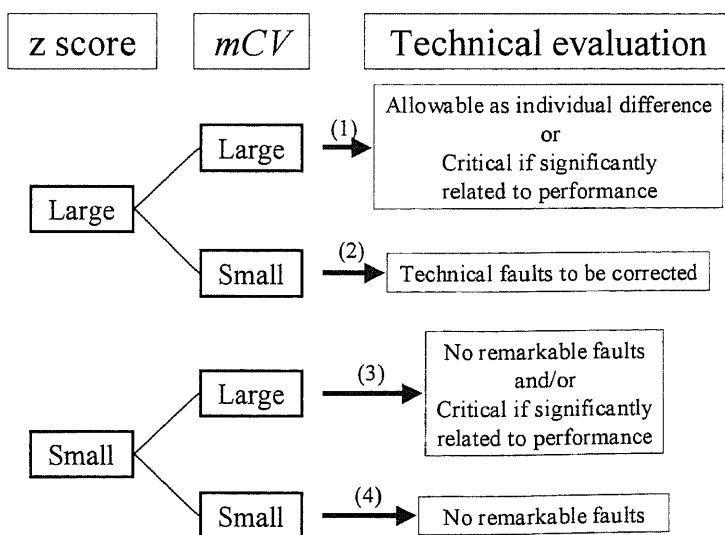 z score
mCV
Technical evaluation
Large
Large
(1)
Allowable as individual difference
or
Critical if significantly
related to performance
Small
(2)
Technical faults to be corrected
Small
Large
(3)
No remarkable faults
and/or
Critical if significantly
related to performance
Small
(4)
No remarkable faults